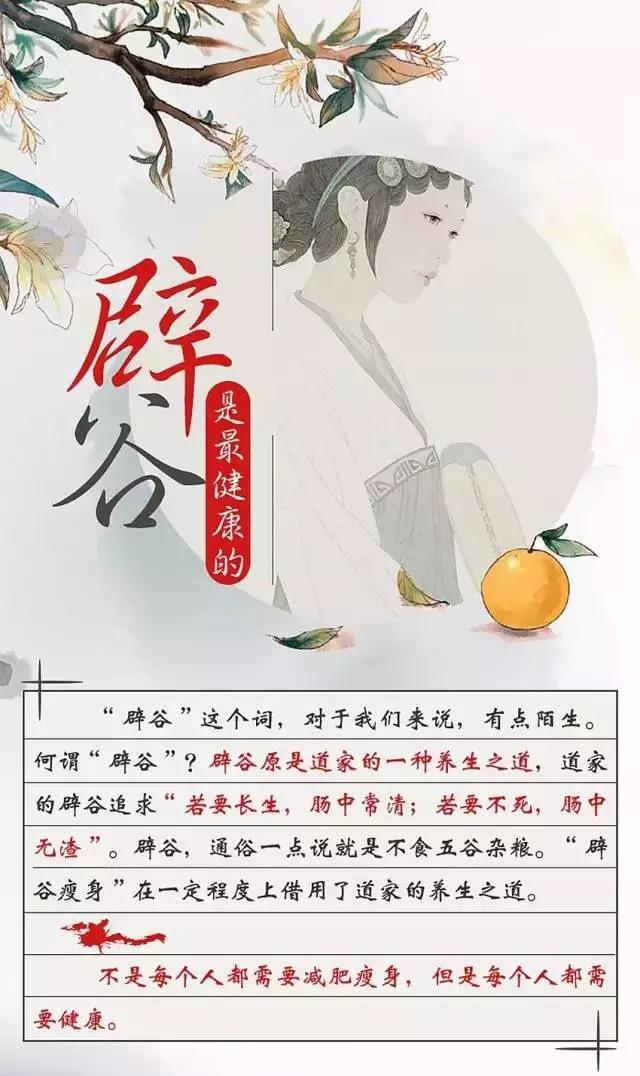 辟谷
是最健康的
“辟谷”这个词，对于我们来说，有点陌生。
何谓“辟谷”？辟谷原是道家的一种养生之道，道家
的辟谷追求“若要长生，肠中常清；若要不死，肠中
无渣”。辟谷，通俗一点说就是不食五谷杂粮。“辟
谷瘦身”在一定程度上借用了道家的养生之道。
不是每个人都需要减肥瘦身，但是每个人都需
要健康。